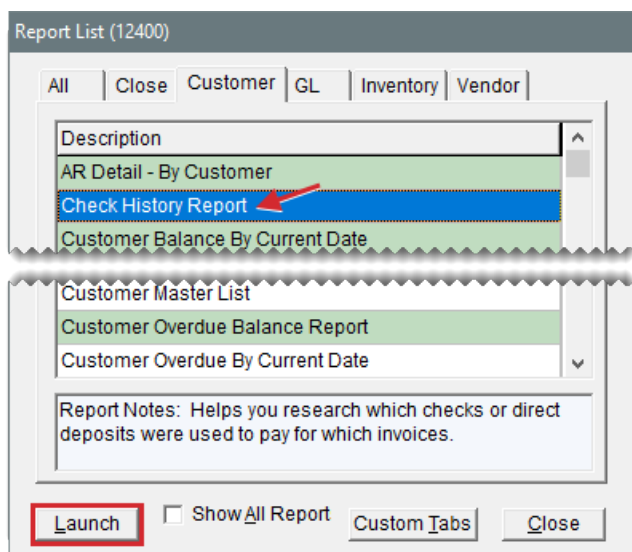 Report List (12400)
All Close Customer GL Inventory Vendor
Description
AR Detail - By Customer
Check History Report
Customer Balance By Current Date
Customer Master List
Customer Overdue Balance Report
Customer Overdue By Current Date
Report Notes:  Helps you research which checks or direct
deposits were used to pay for which invoices.
Launch Show All Report Custom Tabs Close